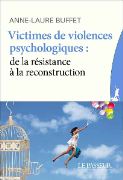 ANNE-LAURE BUFFET
Victimes de violences
psychologiques :
de la résistance
à la reconstruction
LE PASSEUR